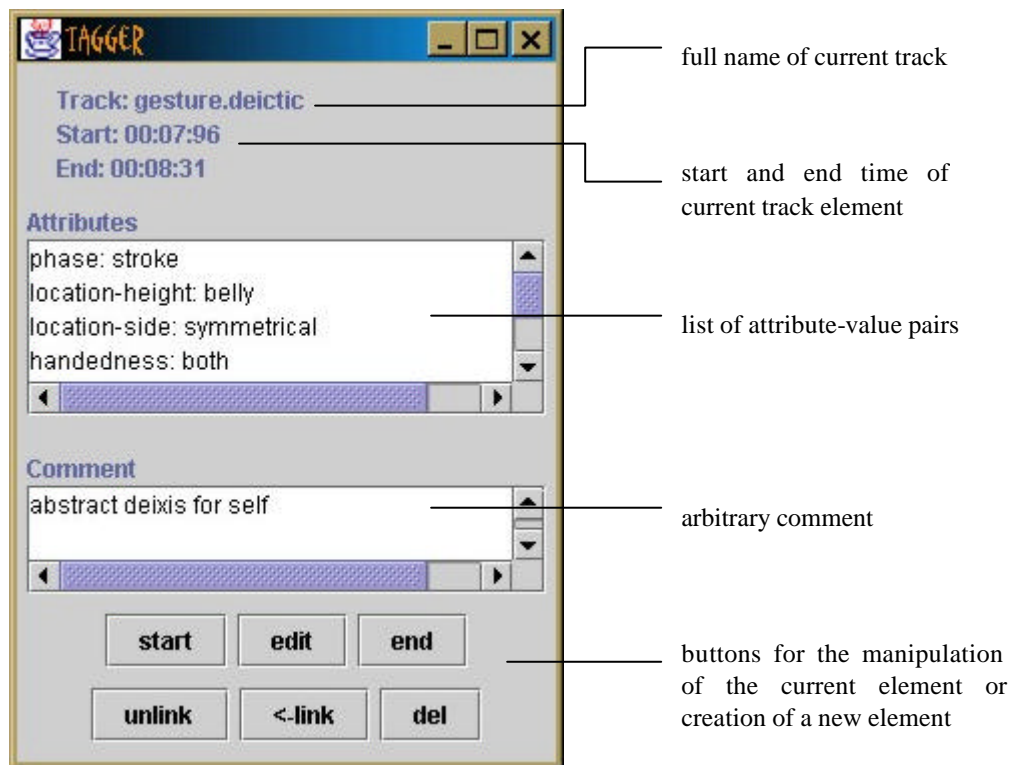 TAGGER
full name of current track
Track: gesture.deictic
Start: 00:07:96
End: 00:08:31
start and end time of
current track element
Attributes
phase: stroke
location-height: belly
location-side: symmetrical
handedness: both
list of attribute-value pairs
Comment
abstract deixis for self
arbitrary comment
start edit end
unlink <-link del
buttons for the manipulation
of the current element or
creation of a new element